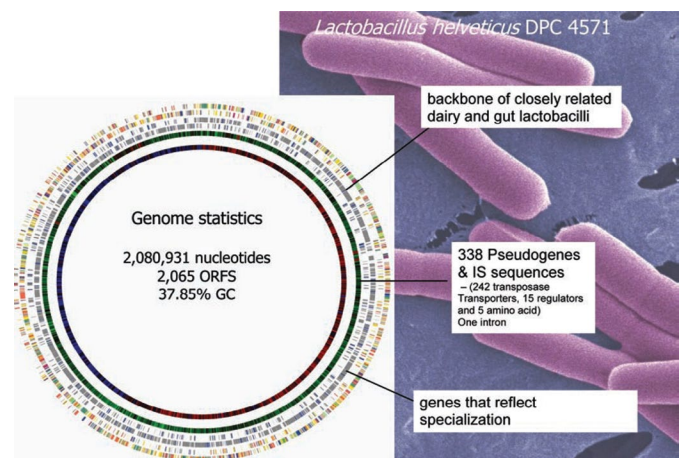 Lactobacillus helveticus DPC 4571
backbone of closely related
dairy and gut lactobacilli
Genome statistics
2,080,931 nucleotides
2,065 ORFS
37.85% GC
338 Pseudogenes
& IS sequences
– (242 transposase
Transporters, 15 regulators
and 5 amino acid)
One intron
genes that reflect
specialization